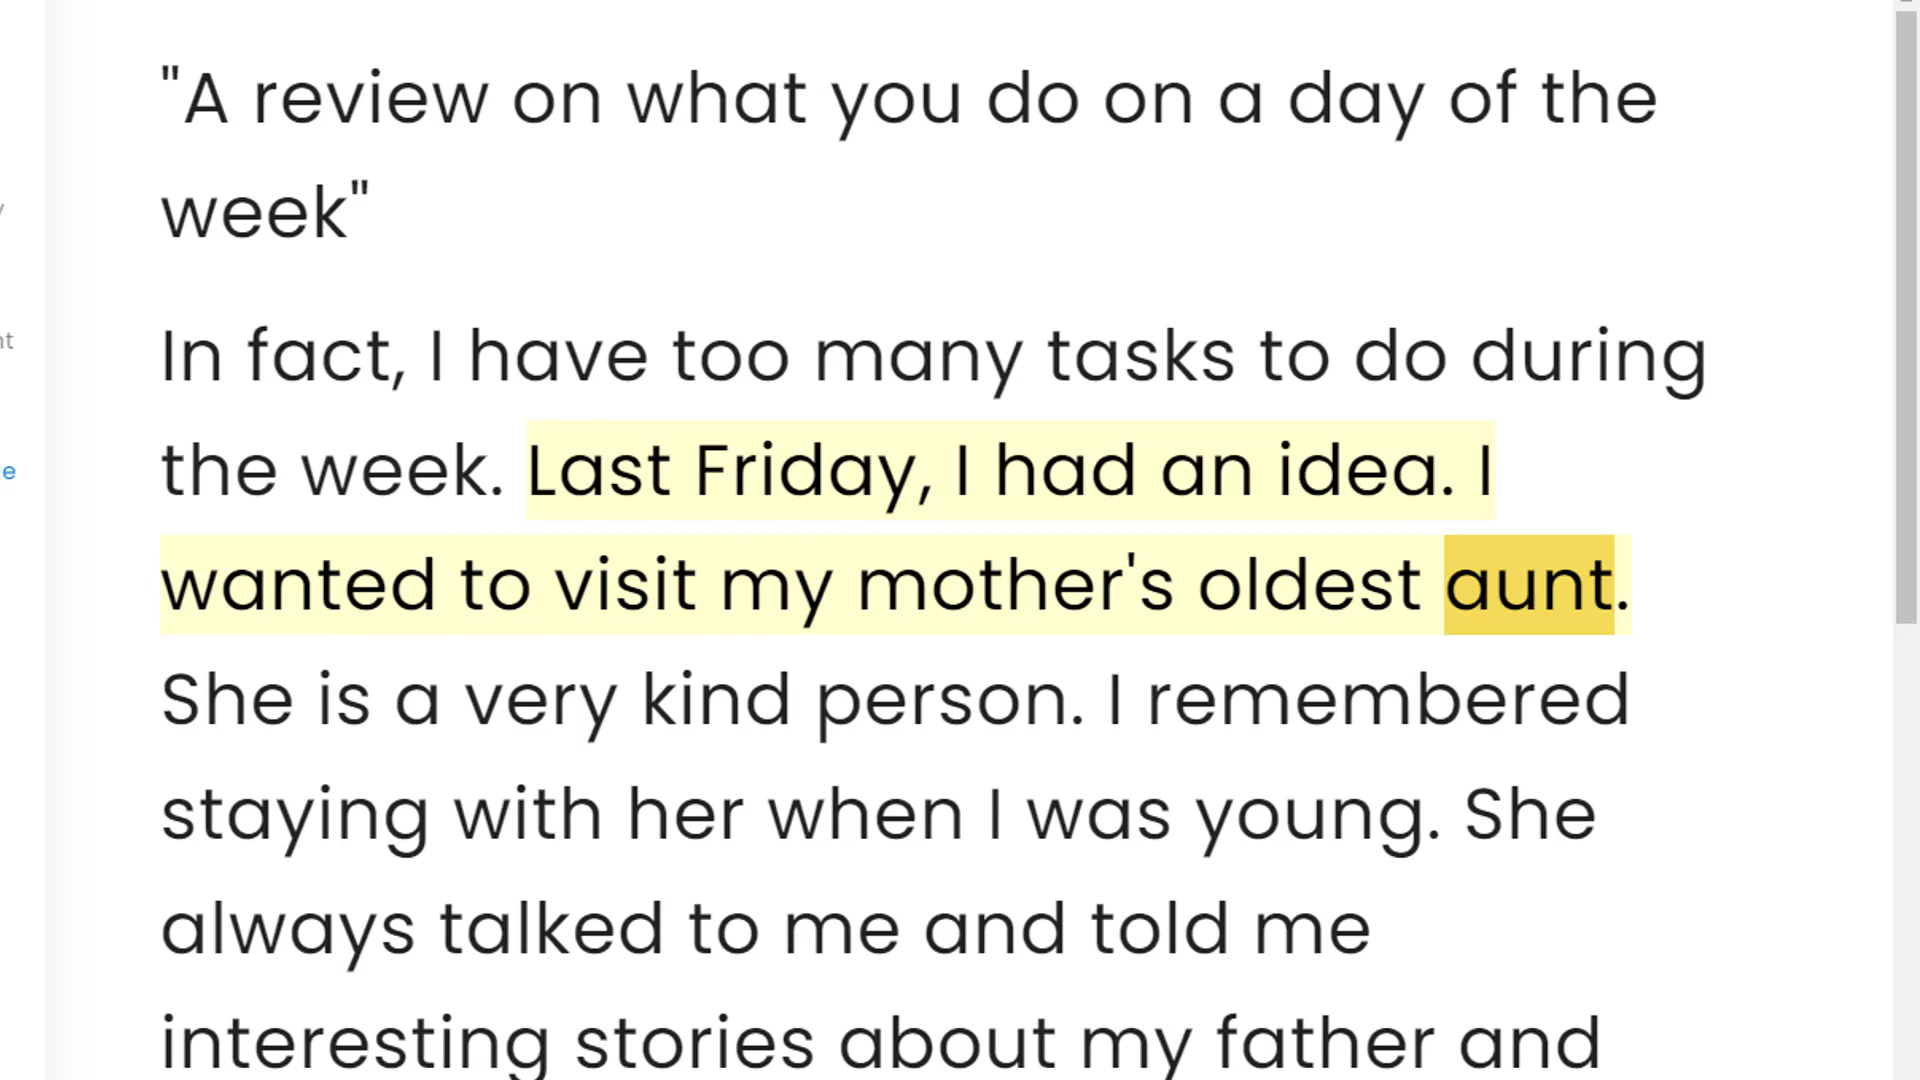 "A review on what you do on a day of the
week"
In fact, I have too many tasks to do during
the week. Last Friday, I had an idea. I
wanted to visit my mother's oldest aunt.
She is a very kind person. I remembered
staying with her when I was young. She
always talked to me and told me
interesting stories about my father and